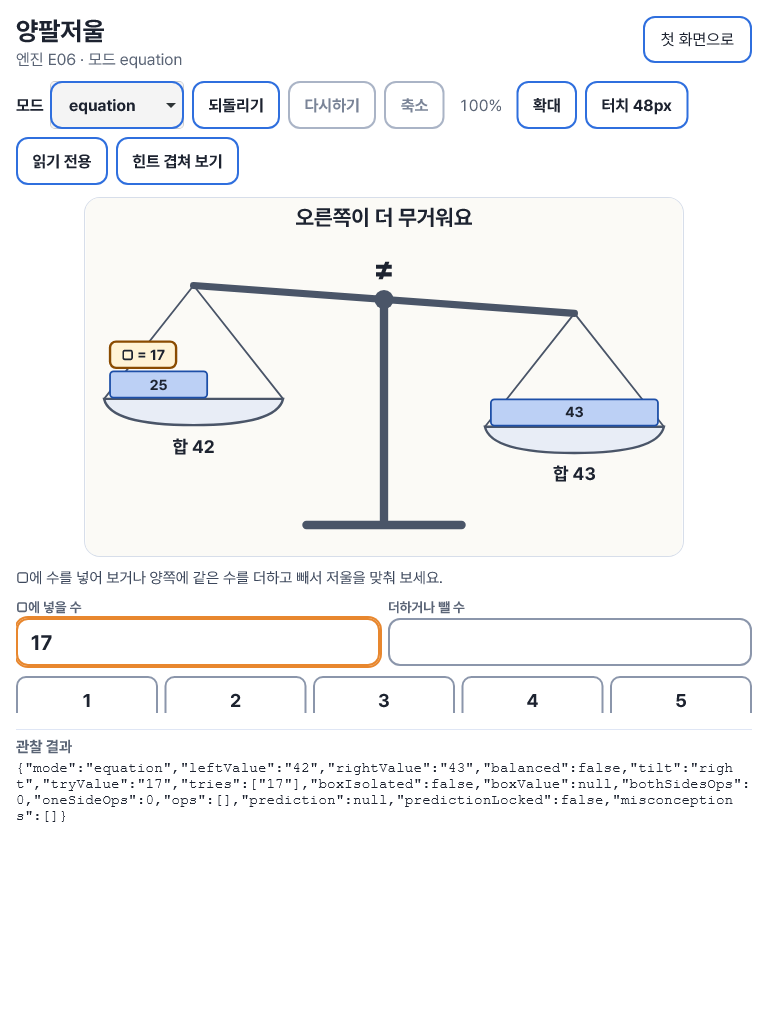 양팔저울
엔진 E06 · 모드 equation
첫 화면으로
모드 equation 되돌리기 다시하기 축소 100% 확대 터치 48px
읽기 전용 힌트 겹쳐 보기
오른쪽이 더 무거워요
≠
▢ = 17
25
43
합 42
합 43
▢에 수를 넣어 보거나 양쪽에 같은 수를 더하고 빼서 저울을 맞춰 보세요.
▢에 넣을 수 더하거나 뺄 수
17
1 2 3 4 5
관찰 결과
{"mode":"equation","leftValue":"42","rightValue":"43","balanced":false,"tilt":"righ
t","tryValue":"17","tries":["17"],"boxIsolated":false,"boxValue":null,"bothSidesOps":
0,"oneSideOps":0,"ops":[],"prediction":null,"predictionLocked":false,"misconception
s":[]}